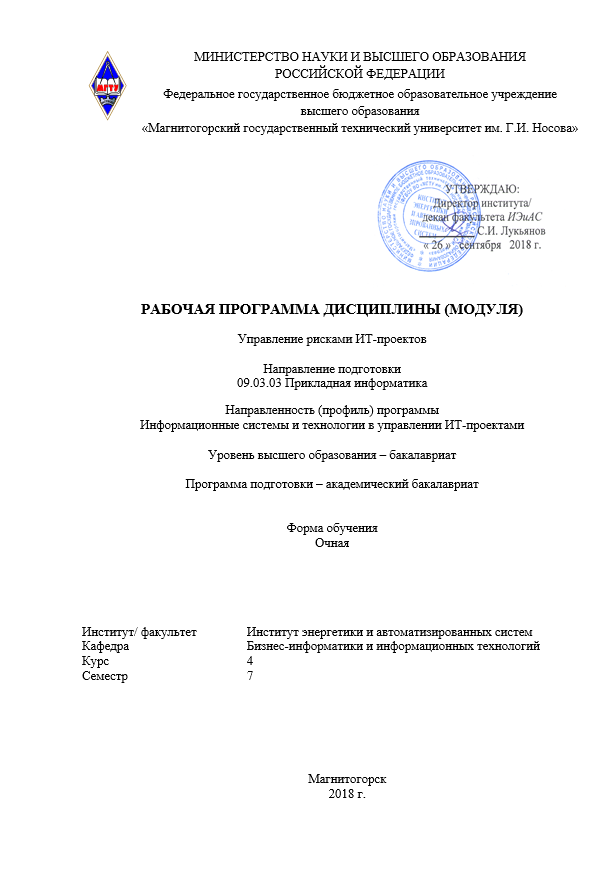 МИНИСТЕРСТВО НАУКИ И ВЫСШЕГО ОБРАЗОВАНИЯ
РОССИЙСКОЙ ФЕДЕРАЦИИ
Федеральное государственное бюджетное образовательное учреждение
высшего образования
«Магнитогорский государственный технический университет им. Г.И. Носова»
МГТУ
УТВЕРЖДАЮ:
Директор института/
декан факультета ИЭиАС
С.И. Лукьянов
« 26 » сентября 2018 г.
РАБОЧАЯ ПРОГРАММА ДИСЦИПЛИНЫ (МОДУЛЯ)
Управление рисками ИТ-проектов
Направление подготовки
09.03.03 Прикладная информатика
Направленность (профиль) программы
Информационные системы и технологии в управлении ИТ-проектами
Уровень высшего образования – бакалавриат
Программа подготовки – академический бакалавриат
Форма обучения
Очная
Институт/ факультет Институт энергетики и автоматизированных систем
Кафедра Бизнес-информатики и информационных технологий
Курс 4
Семестр 7
Магнитогорск
2018 г.